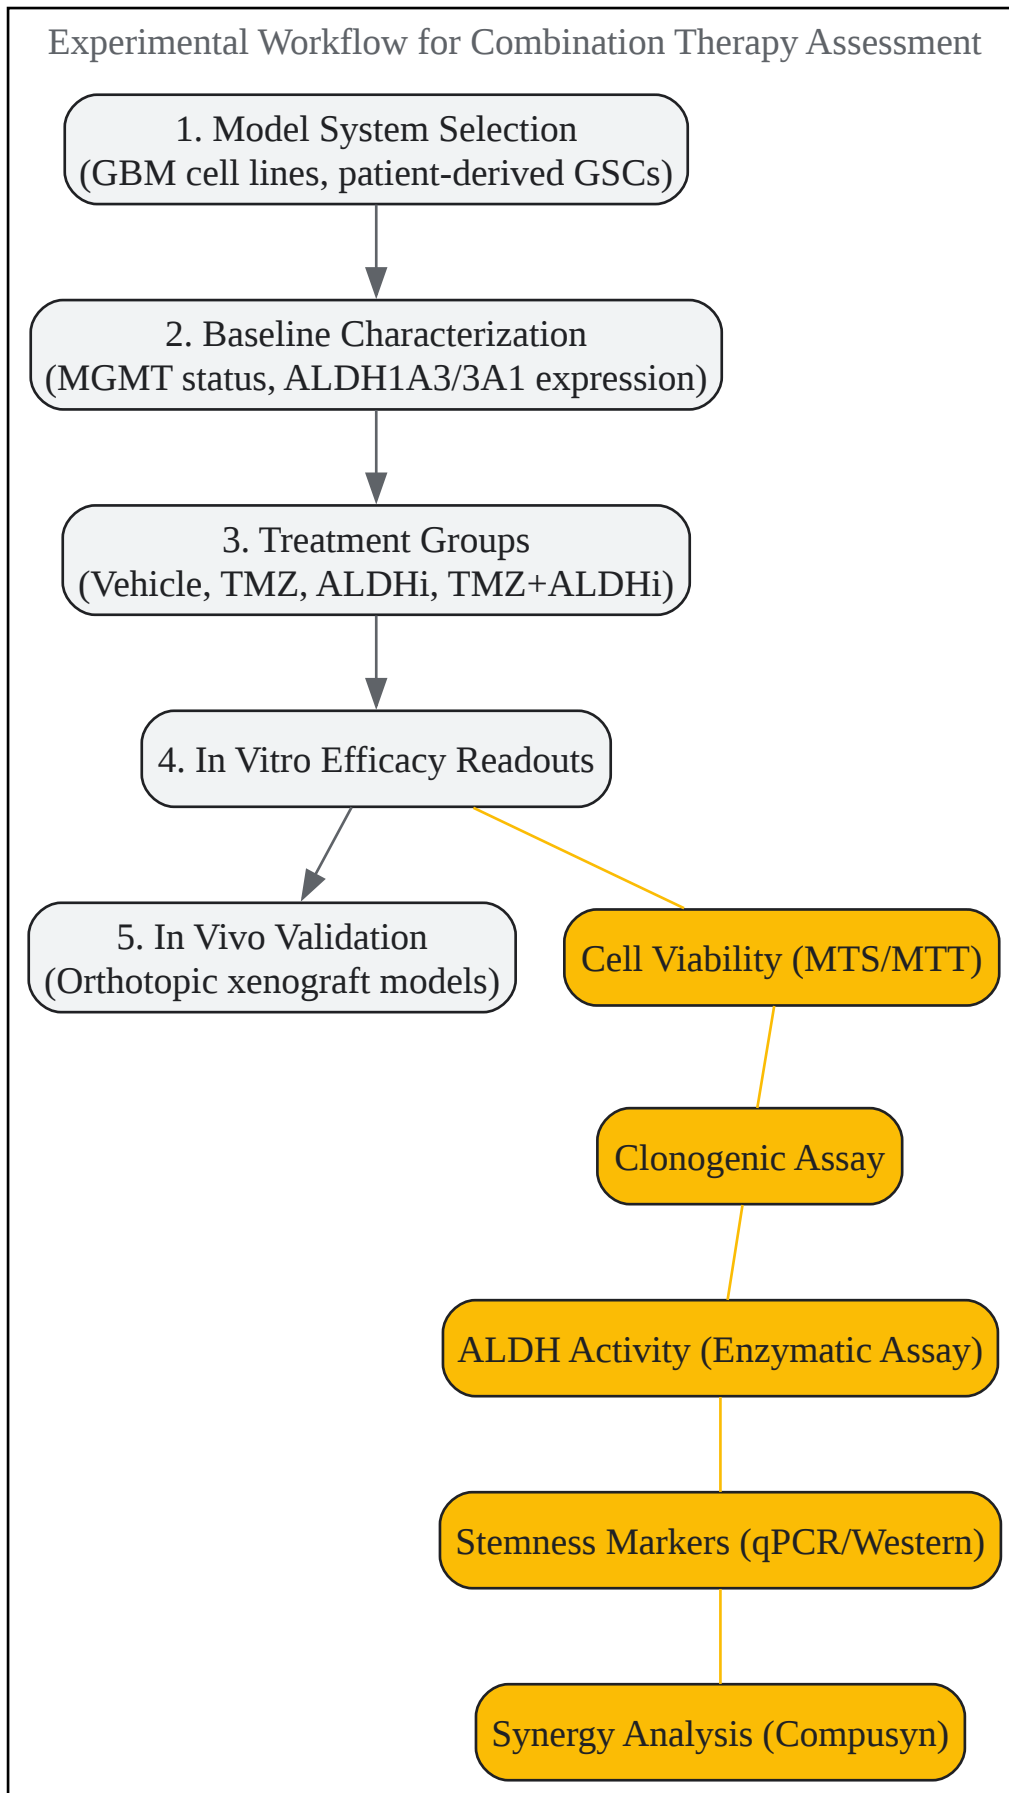 Experimental Workflow for Combination Therapy Assessment
1. Model System Selection
(GBM cell lines, patient-derived GSCs)
2. Baseline Characterization
(MGMT status, ALDH1A3/3A1 expression)
3. Treatment Groups
(Vehicle, TMZ, ALDHi, TMZ+ALDHi)
4. In Vitro Efficacy Readouts
5. In Vivo Validation
(Orthotopic xenograft models)
Cell Viability (MTS/MTT)
Clonogenic Assay
ALDH Activity (Enzymatic Assay)
Stemness Markers (qPCR/Western)
Synergy Analysis (Compusyn)